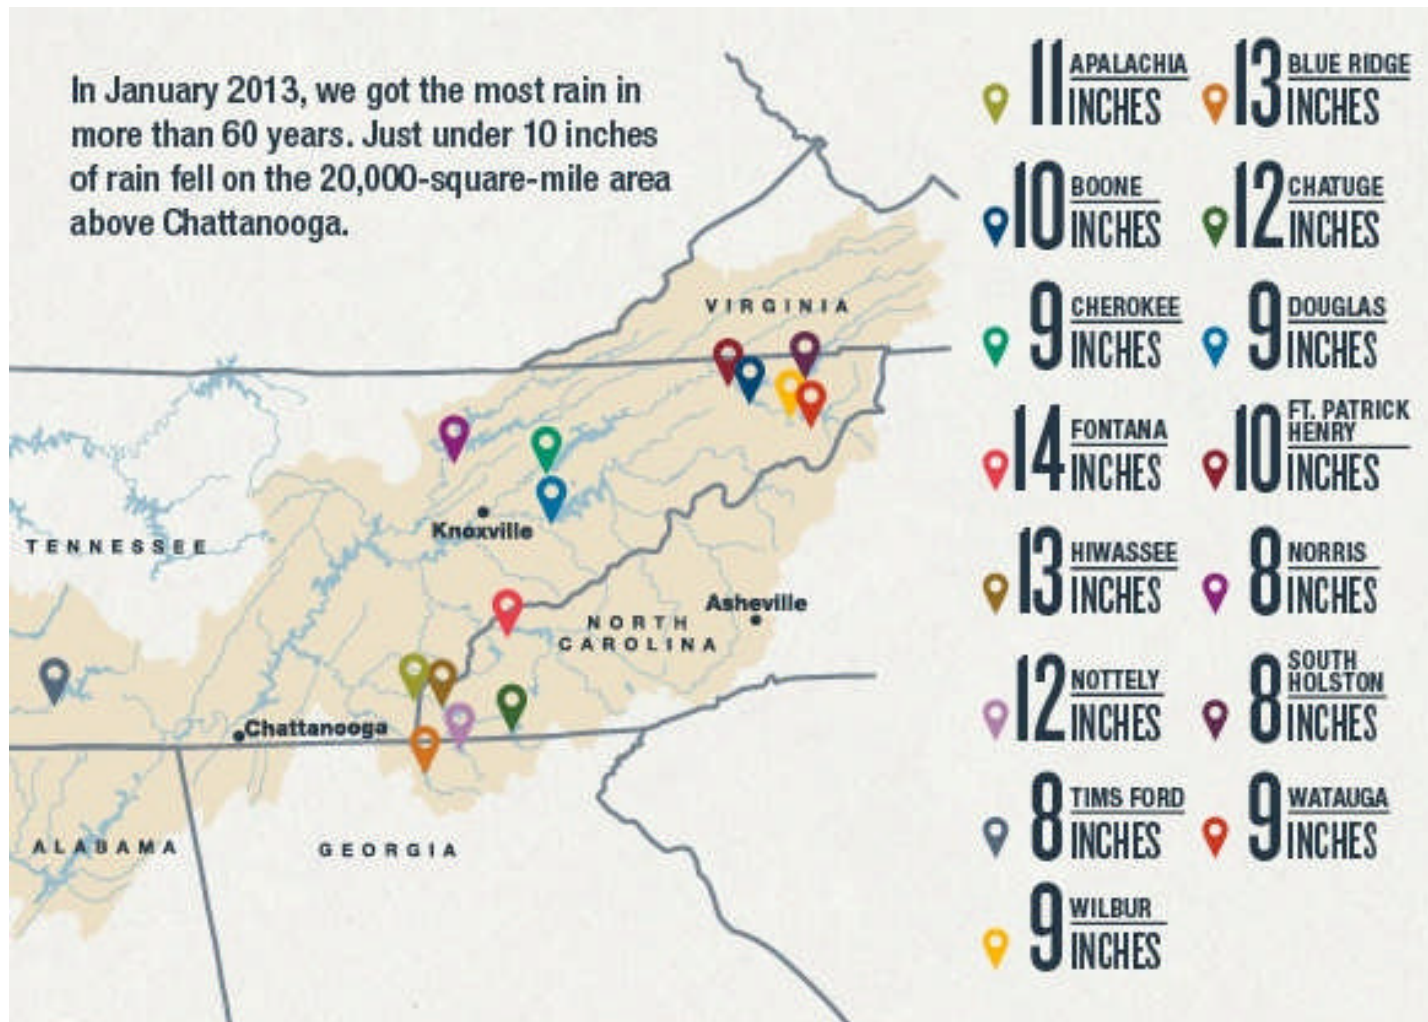 In January 2013, we got the most rain in
more than 60 years. Just under 10 inches
of rain fell on the 20,000-square-mile area
above Chattanooga.
VIRGINIA
Knoxville
TENNESSEE
Asheville
NORTH
CAROLINA
Chattanooga
ALABAMA
GEORGIA
11 APALACHIA
INCHES
13 BLUE RIDGE
INCHES
10 BOONE
INCHES
12 CHATUGE
INCHES
9 CHEROKEE
INCHES
9 DOUGLAS
INCHES
14 FONTANA
INCHES
10 FT. PATRICK
HENRY
INCHES
13 HIWASSEE
INCHES
8 NORRIS
INCHES
12 NOTTELY
INCHES
8 SOUTH
HOLSTON
INCHES
8 TIMS FORD
INCHES
9 WATAUGA
INCHES
9 WILBUR
INCHES